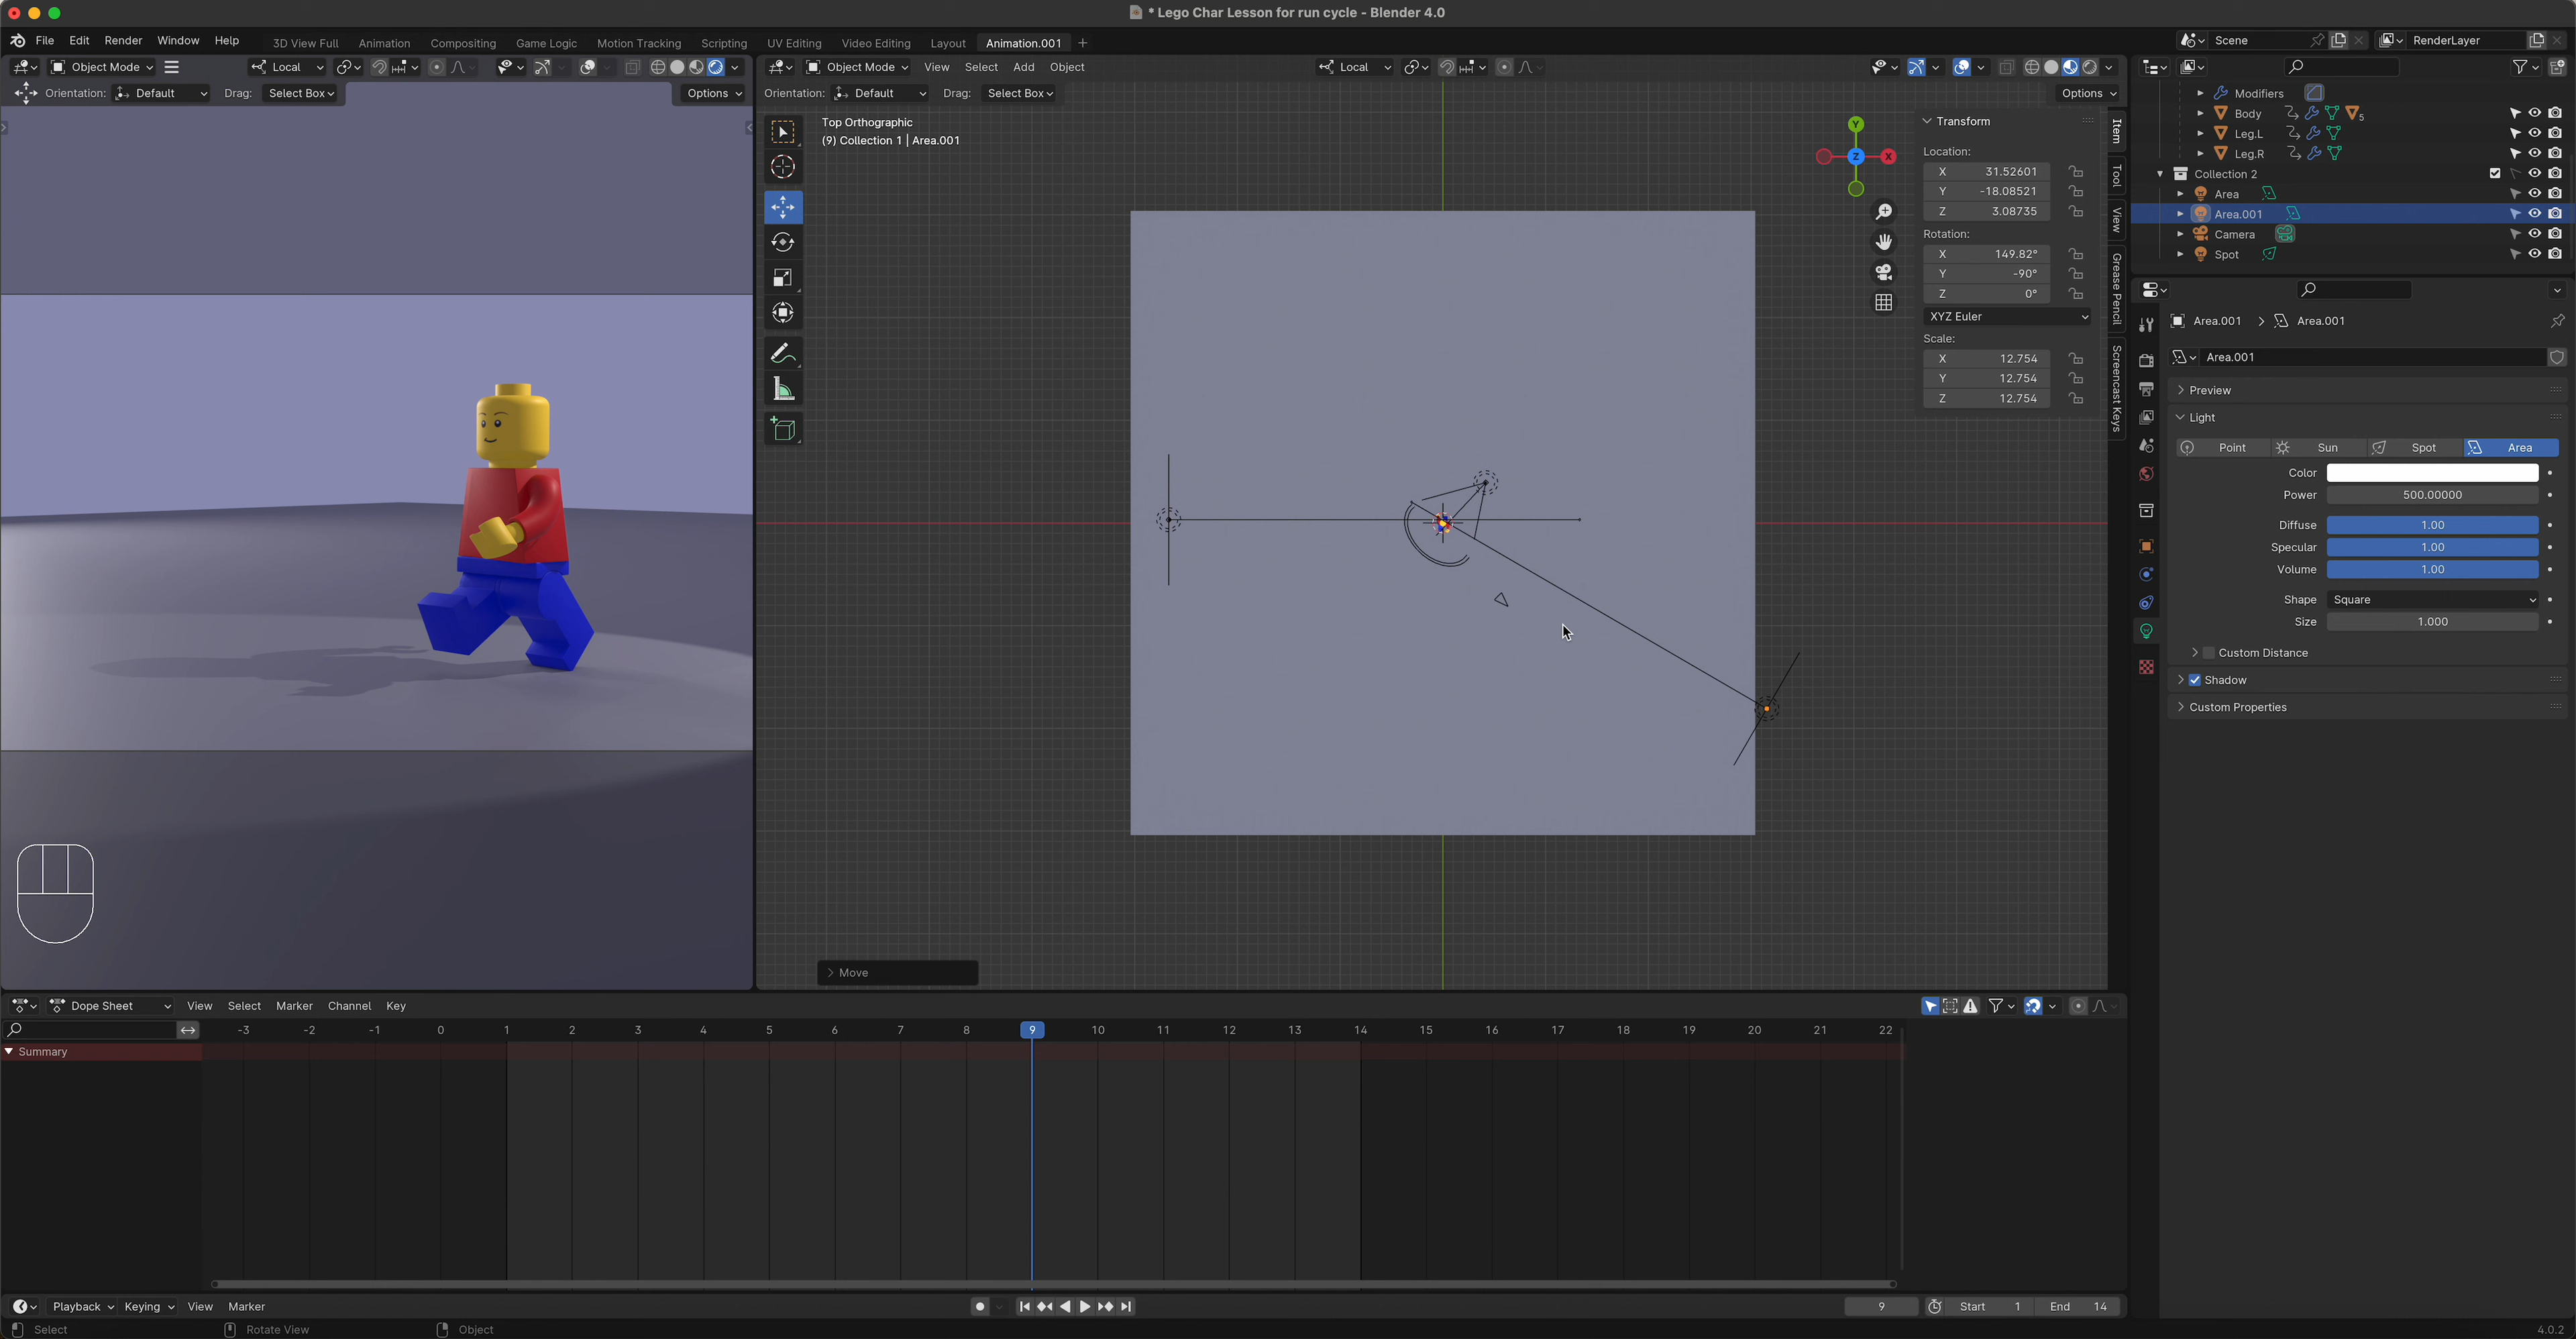 * Lego Char Lesson for run cycle - Blender 4.0
File Edit Render Window Help 3D View Full Animation Compositing Game Logic Motion Tracking Scripting UV Editing Video Editing Layout Animation.001 + Scene RenderLayer
Object Mode Local Object Mode View Select Add Object Local
Orientation: Default Drag: Select Box Options Orientation: Default Drag: Select Box Options
Top Orthographic
(9) Collection 1 | Area.001
Y
X
Z
Transform
Location:
X 31.52601
Y -18.08521
Z 3.08735
Rotation:
X 149.82°
Y -90°
Z 0°
XYZ Euler
Scale:
X 12.754
Y 12.754
Z 12.754
Item
Tool
View
Grease Pencil
Screencast Keys
Modifiers
Body 5
Leg.L
Leg.R
Collection 2
Area
Area.001
Camera
Spot
Area.001 > Area.001
Area.001
Preview
Light
Point Sun Spot Area
Color
Power 500.00000
Diffuse 1.00
Specular 1.00
Volume 1.00
Shape Square
Size 1.000
Custom Distance
Shadow
Custom Properties
Move
Dope Sheet View Select Marker Channel Key
-3 -2 -1 0 1 2 3 4 5 6 7 8 9 10 11 12 13 14 15 16 17 18 19 20 21 22
Summary
Playback Keying View Marker 9 Start 1 End 14
Select Rotate View Object 4.0.2